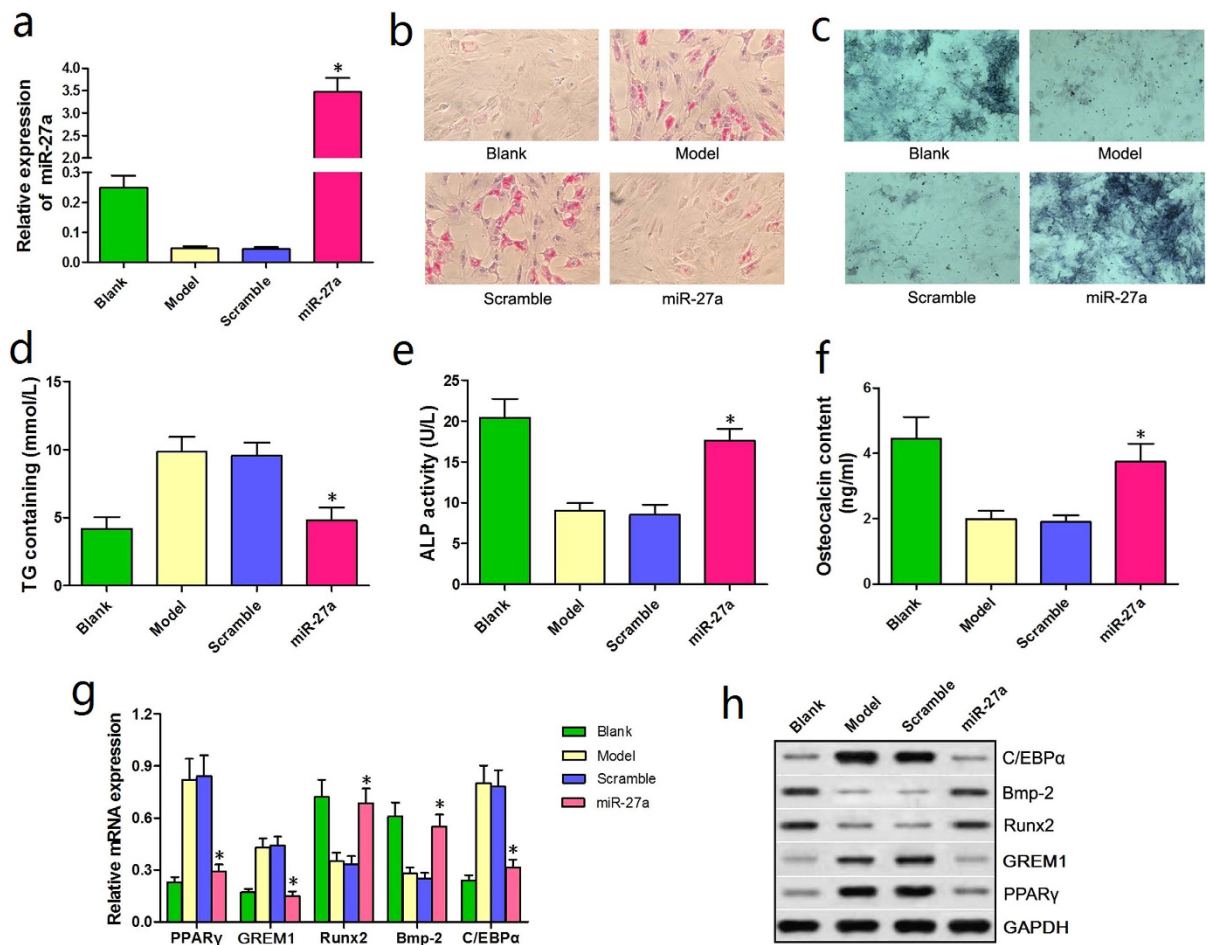 a
Relative expression
of miR-27a
4.0
3.5
3.0
2.5
2.0
0.3
0.2
0.1
0.0
Blank
Model
Scramble
miR-27a
*
b
Blank
Model
Scramble
miR-27a
c
Blank
Model
Scramble
miR-27a
d
TG containing (mmol/L)
15
10
5
0
Blank
Model
Scramble
miR-27a
*
e
ALP activity (U/L)
25
20
15
10
5
0
Blank
Model
Scramble
miR-27a
*
f
Osteocalcin content
(ng/ml)
6
4
2
0
Blank
Model
Scramble
miR-27a
*
g
Relative mRNA expression
1.2
0.9
0.6
0.3
0.0
* * * * *
PPARγ GREM1 Runx2 Bmp-2 C/EBPα
Blank
Model
Scramble
miR-27a
h
Blank Model Scramble miR-27a
C/EBPα
Bmp-2
Runx2
GREM1
PPARγ
GAPDH